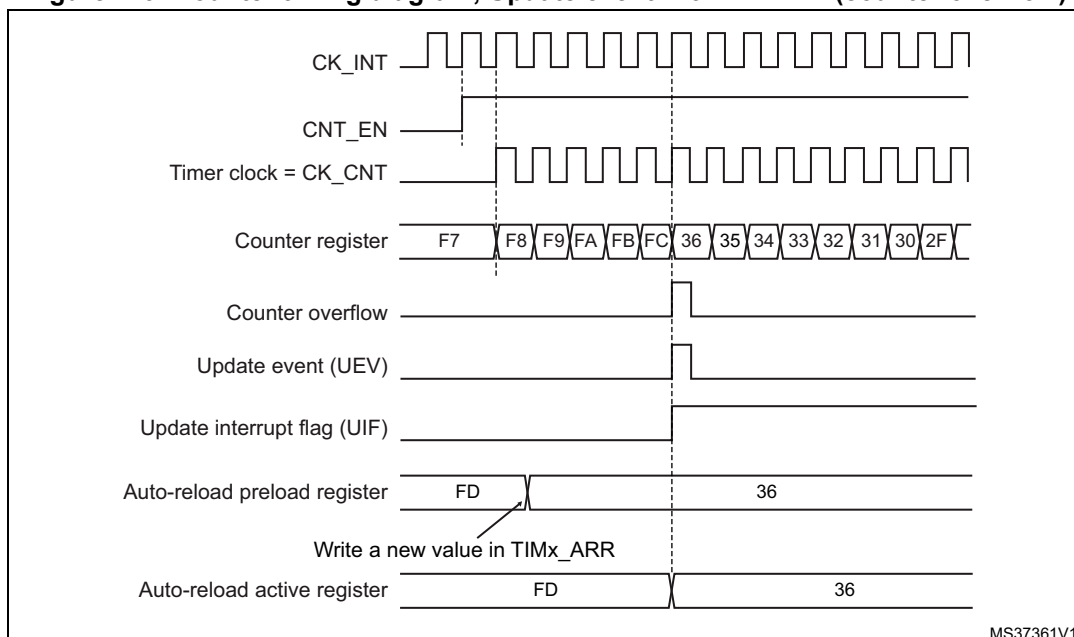 CK_INT
CNT_EN
Timer clock = CK_CNT
Counter register F7 F8 F9 FA FB FC 36 35 34 33 32 31 30 2F
Counter overflow
Update event (UEV)
Update interrupt flag (UIF)
Auto-reload preload register FD 36
Write a new value in TIMx_ARR
Auto-reload active register FD 36
MS37361V1